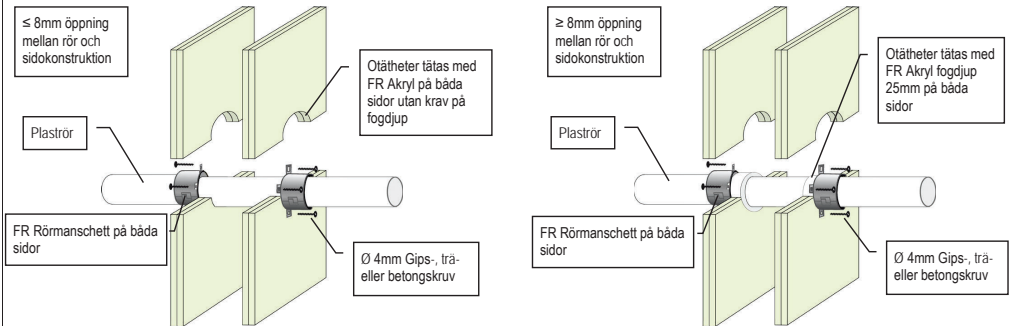 ≤ 8mm öppning
mellan rör och
sidokonstruktion
Otätheter tätas med
FR Akryl på båda
sidor utan krav på
fogdjup
Plaströr
FR Rörmanschett på båda
sidor
Ø 4mm Gips-, trä-
eller betongskruv
≥ 8mm öppning
mellan rör och
sidokonstruktion
Otätheter tätas med
FR Akryl fogdjup
25mm på båda
sidor
Plaströr
FR Rörmanschett på båda
sidor
Ø 4mm Gips-, trä-
eller betongskruv